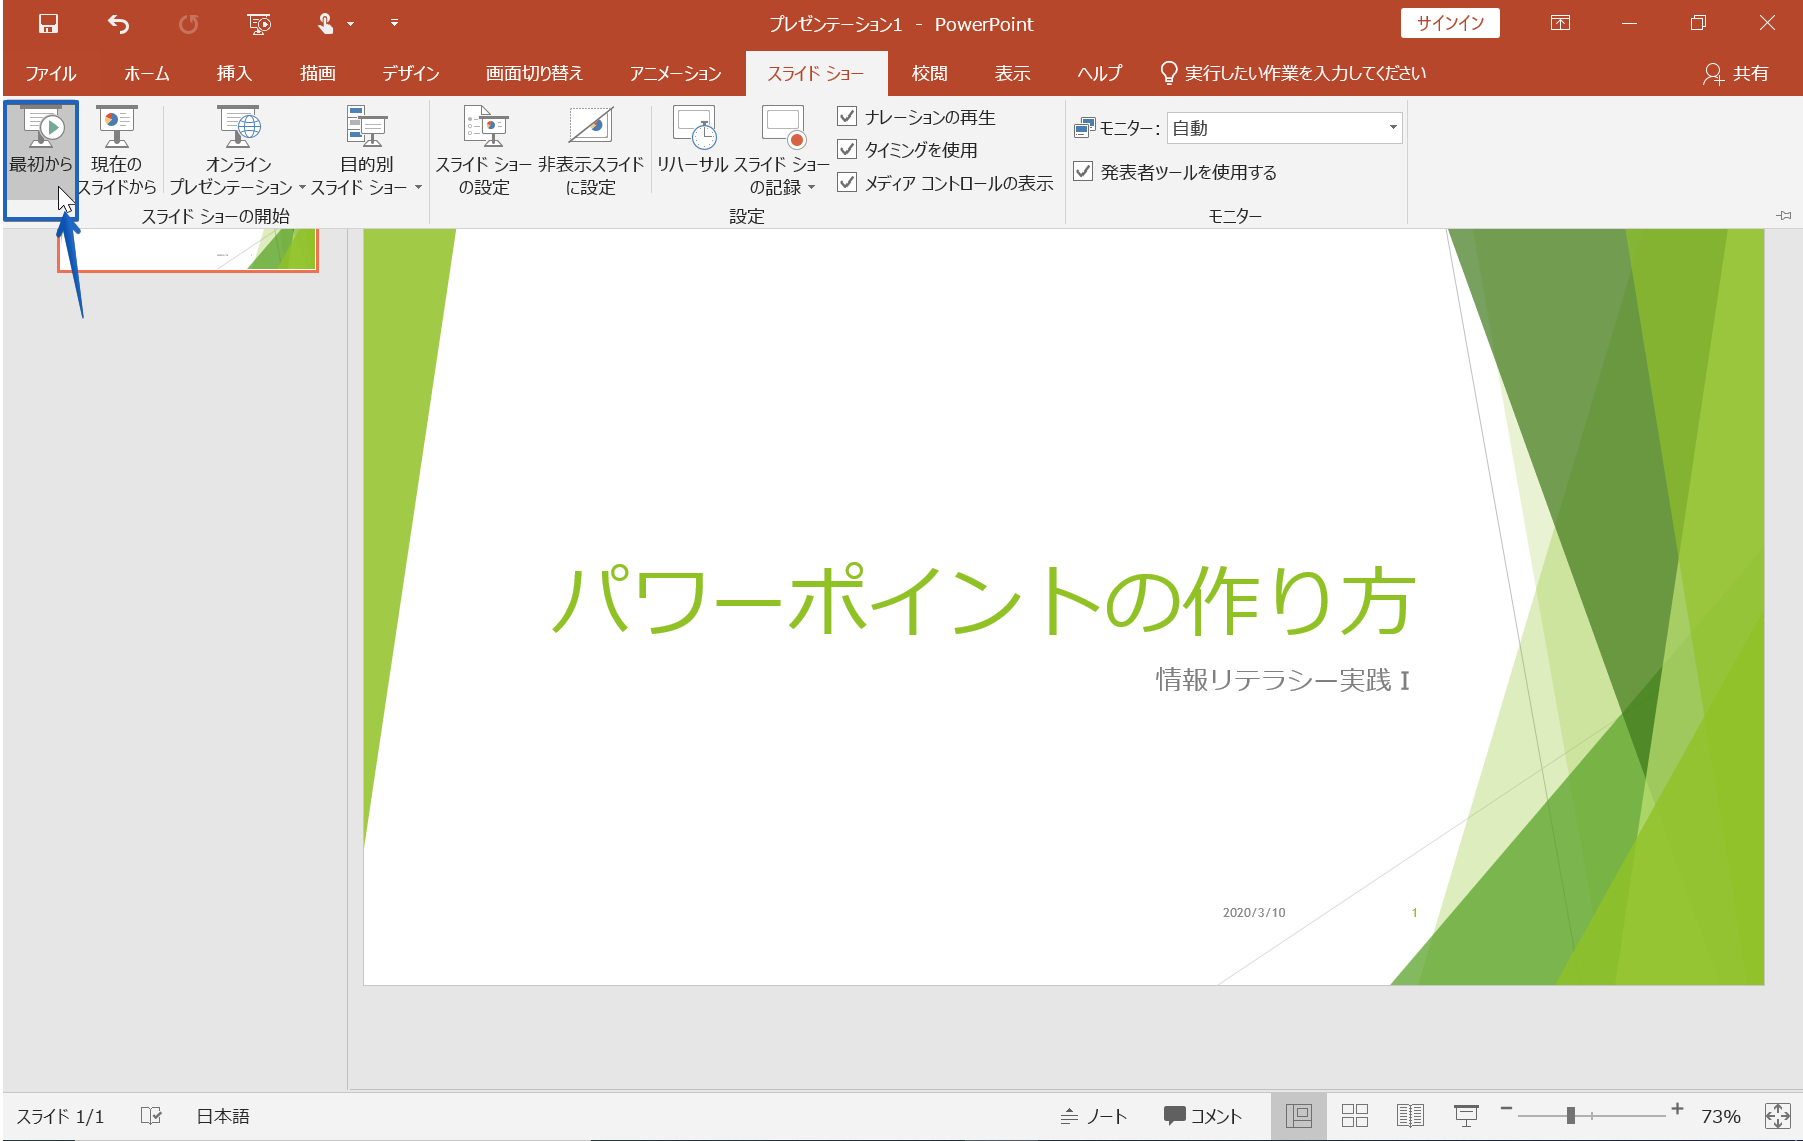 プレゼンテーション1 - PowerPoint
サインイン
ファイル
ホーム
挿入
描画
デザイン
画面切り替え
アニメーション
スライド ショー
校閲
表示
ヘルプ
実行したい作業を入力してください
共有
最初から
現在の
スライドから
オンライン
プレゼンテーション
目的別
スライド ショー
スライド ショーの開始
スライド ショー
の設定
非表示スライド
に設定
リハーサル
スライド ショー
の記録
ナレーションの再生
タイミングを使用
メディア コントロールの表示
設定
モニター:
自動
発表者ツールを使用する
モニター
パワーポイントの作り方
情報リテラシー実践 I
2020/3/10
1
スライド 1/1
日本語
ノート
コメント
73%